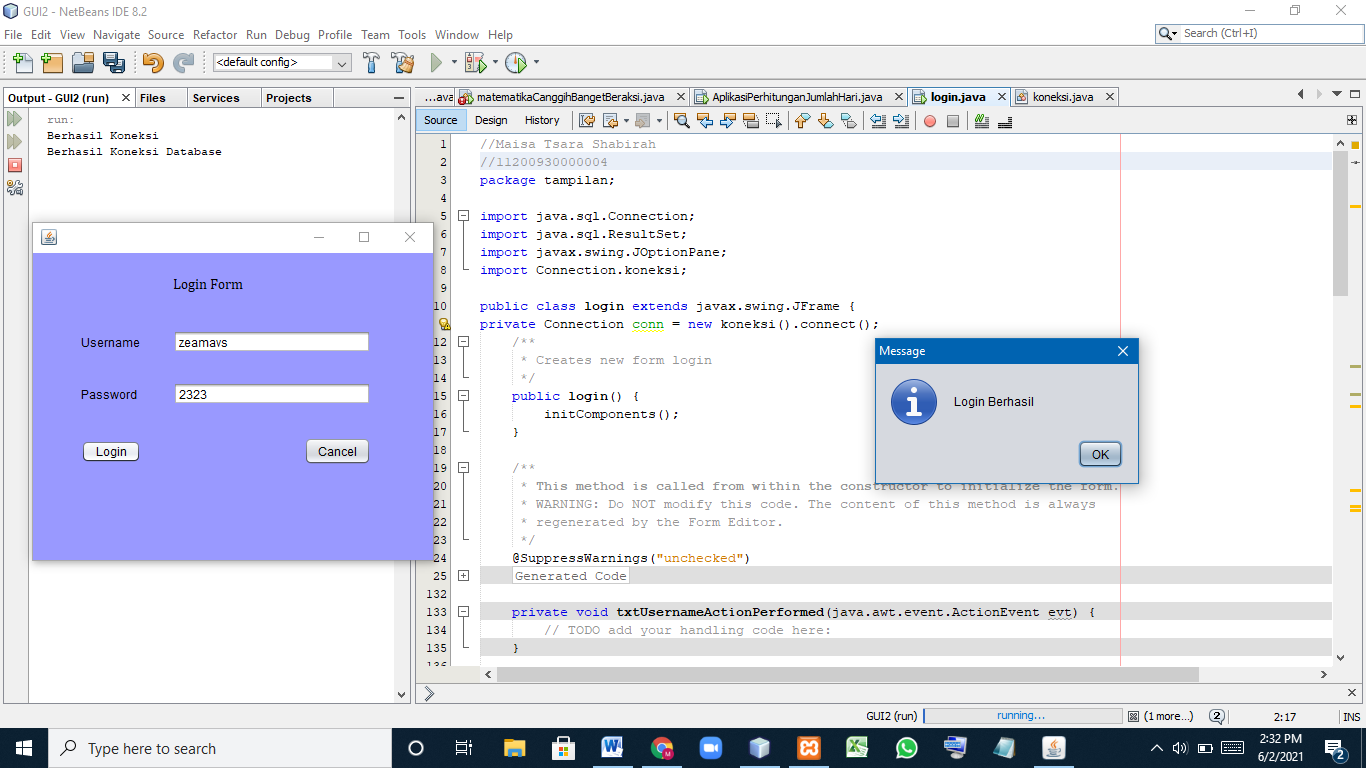 GUI2 - NetBeans IDE 8.2
File Edit View Navigate Source Refactor Run Debug Profile Team Tools Window Help
Search (Ctrl+I)
<default config>
Output - GUI2 (run) Files Services Projects
run:
Berhasil Koneksi
Berhasil Koneksi Database
...ava matematikaCanggihBangetBeraksi.java AplikasiPerhitunganJumlahHari.java login.java koneksi.java
Source Design History
1 //Maisa Tsara Shabirah
2 //11200930000004
3 package tampilan;
4
5 import java.sql.Connection;
6 import java.sql.ResultSet;
7 import javax.swing.JOptionPane;
8 import Connection.koneksi;
9
10 public class login extends javax.swing.JFrame {
private Connection conn = new koneksi().connect();
12 /**
13 * Creates new form login
14 */
15 public login() {
16 initComponents();
17 }
18
19 /**
20 * This method is called from within the constructor to initialize the form.
21 * WARNING: Do NOT modify this code. The content of this method is always
22 * regenerated by the Form Editor.
23 */
24 @SuppressWarnings("unchecked")
25 Generated Code
132
133 private void txtUsernameActionPerformed(java.awt.event.ActionEvent evt) {
134 // TODO add your handling code here:
135 }
136
Login Form
Username zeamavs
Password 2323
Login Cancel
Message
Login Berhasil
OK
GUI2 (run) running... (1 more...) 2 2:17 INS
Type here to search
2:32 PM
6/2/2021
2